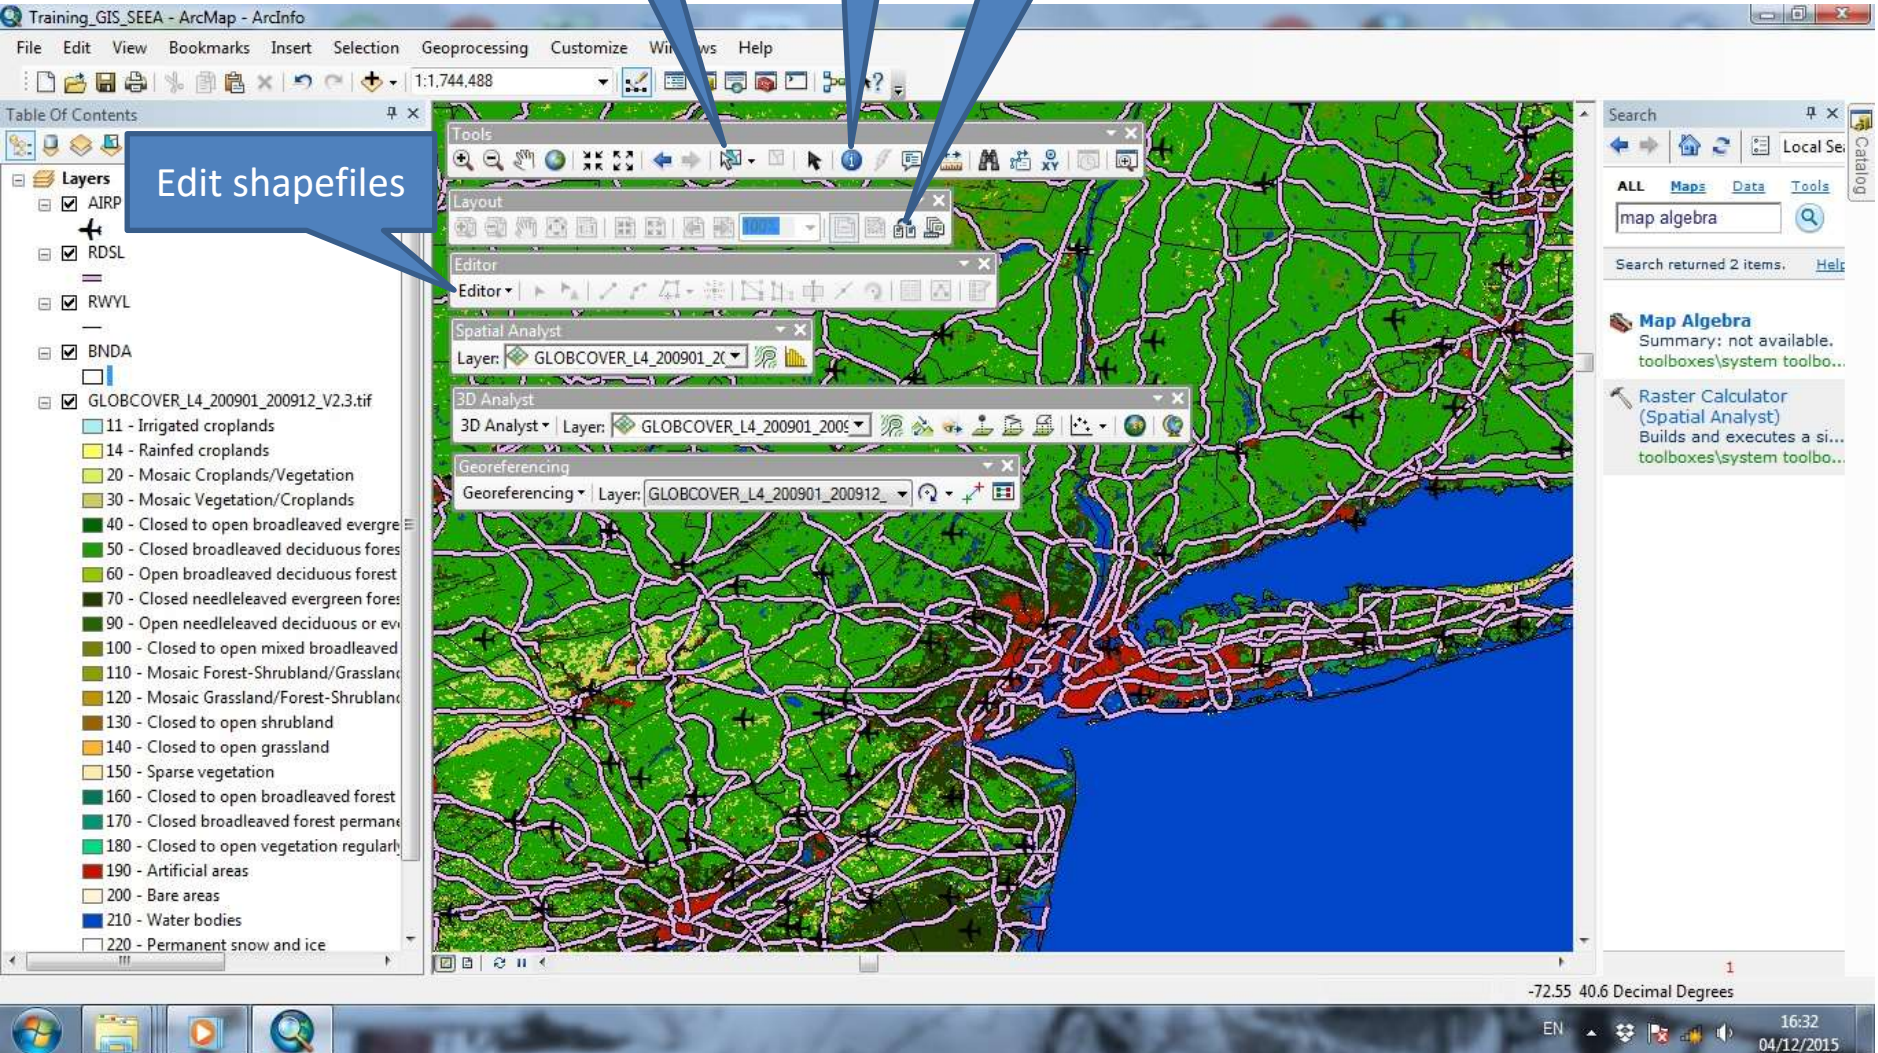 Training_GIS_SEEA - ArcMap - ArcInfo
File Edit View Bookmarks Insert Selection Geoprocessing Customize Help
1:1,744,488
Table Of Contents
Edit shapefiles
Layers
RDSL
RWYL
BNDA
GLOBCOVER_L4_200901_200912_V2.3.tif
11 - Irrigated croplands
14 - Rainfed croplands
20 - Mosaic Croplands/Vegetation
30 - Mosaic Vegetation/Croplands
40 - Closed to open broadleaved evergre
50 - Closed broadleaved deciduous fores
60 - Open broadleaved deciduous forest
70 - Closed needleleaved evergreen fores
90 - Open needleleaved deciduous or ev
100 - Closed to open mixed broadleaved
110 - Mosaic Forest-Shrubland/Grasslan
120 - Mosaic Grassland/Forest-Shrublan
130 - Closed to open shrubland
140 - Closed to open grassland
150 - Sparse vegetation
160 - Closed to open broadleaved forest
170 - Closed broadleaved forest permane
180 - Closed to open vegetation regularly
190 - Artificial areas
200 - Bare areas
210 - Water bodies
220 - Permanent snow and ice
Tools
Layout
100%
Editor
Editor
Spatial Analyst
Layer: GLOBCOVER_L4_200901_20
3D Analyst
3D Analyst Layer: GLOBCOVER_L4_200901_2009
Georeferencing
Georeferencing Layer: GLOBCOVER_L4_200901_200912_
Search
Local Sea
ALL Maps Data Tools
map algebra
Search returned 2 items. Help
Map Algebra
Summary: not available.
toolboxes\system toolbo...
Raster Calculator
(Spatial Analyst)
Builds and executes a si...
toolboxes\system toolbo...
1
Catalog
-72.55 40.6 Decimal Degrees
EN
16:32
04/12/2015